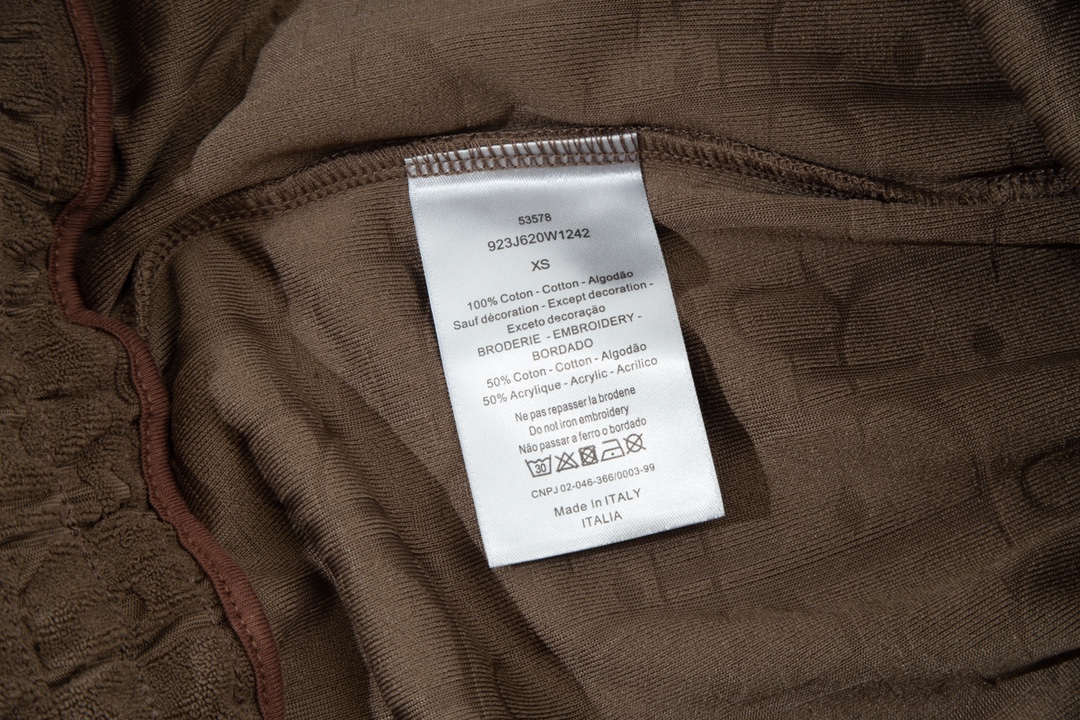 53578
923J620W1242
XS
100% Coton - Cotton - Algodão
Sauf décoration - Except decoration -
Exceto decoração
BRODERIE - EMBROIDERY -
BORDADO
50% Coton - Cotton - Algodão
50% Acrylique - Acrylic - Acrilico
Ne pas repasser la brodene
Do not iron embroidery
Não passar a ferro o bordado
30
CNPJ 02-046-366/0003-99
Made in ITALY
ITALIA